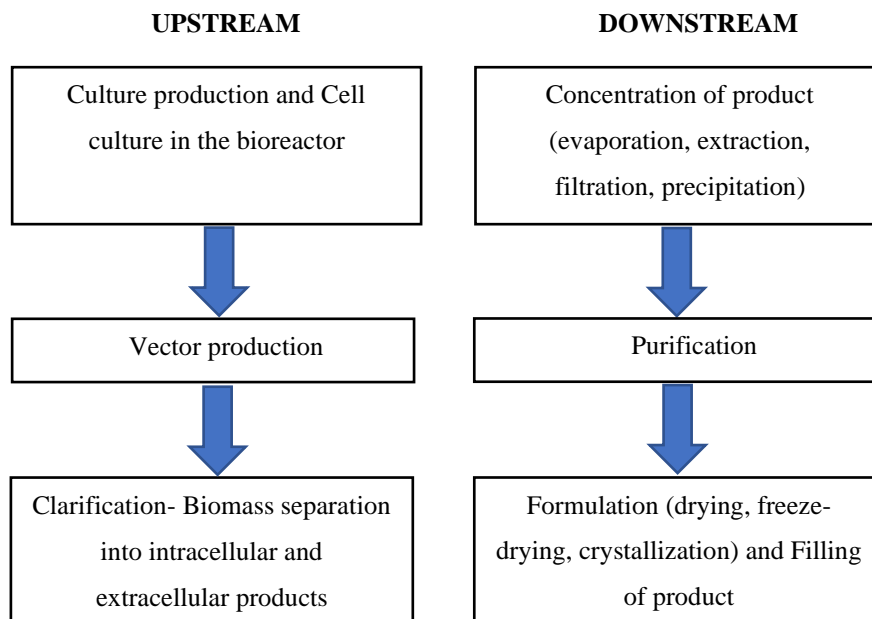 UPSTREAM
Culture production and Cell
culture in the bioreactor
Vector production
Clarification- Biomass separation
into intracellular and
extracellular products
DOWNSTREAM
Concentration of product
(evaporation, extraction,
filtration, precipitation)
Purification
Formulation (drying, freeze-
drying, crystallization) and Filling
of product